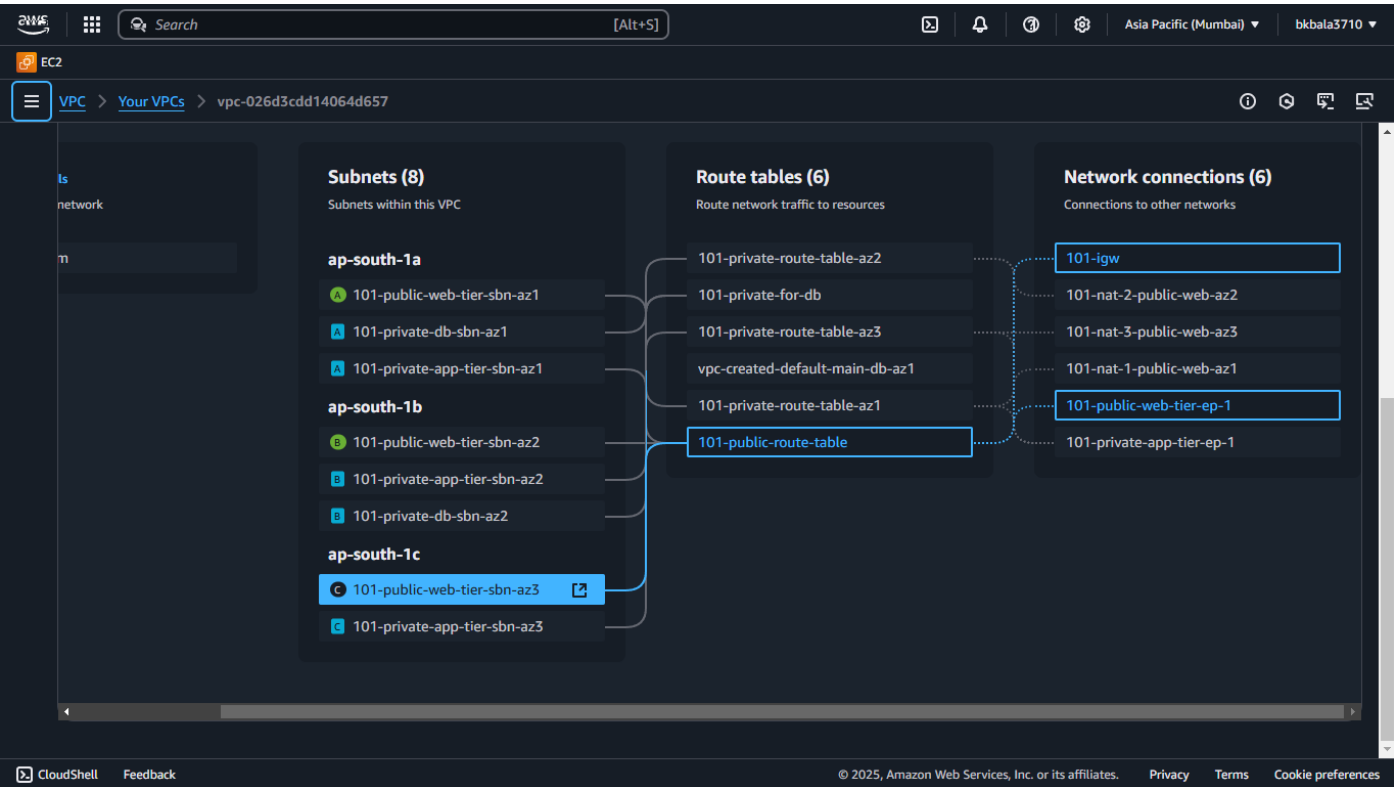 aws
Search [Alt+S]
Asia Pacific (Mumbai) ▼ bkbala3710 ▼
EC2
VPC > Your VPCs > vpc-026d3cdd14064d657
ls
network
m
Subnets (8)
Subnets within this VPC
ap-south-1a
A 101-public-web-tier-sbn-az1
A 101-private-db-sbn-az1
A 101-private-app-tier-sbn-az1
ap-south-1b
B 101-public-web-tier-sbn-az2
B 101-private-app-tier-sbn-az2
B 101-private-db-sbn-az2
ap-south-1c
C 101-public-web-tier-sbn-az3
C 101-private-app-tier-sbn-az3
Route tables (6)
Route network traffic to resources
101-private-route-table-az2
101-private-for-db
101-private-route-table-az3
vpc-created-default-main-db-az1
101-private-route-table-az1
101-public-route-table
Network connections (6)
Connections to other networks
101-igw
101-nat-2-public-web-az2
101-nat-3-public-web-az3
101-nat-1-public-web-az1
101-public-web-tier-ep-1
101-private-app-tier-ep-1
CloudShell Feedback © 2025, Amazon Web Services, Inc. or its affiliates. Privacy Terms Cookie preferences